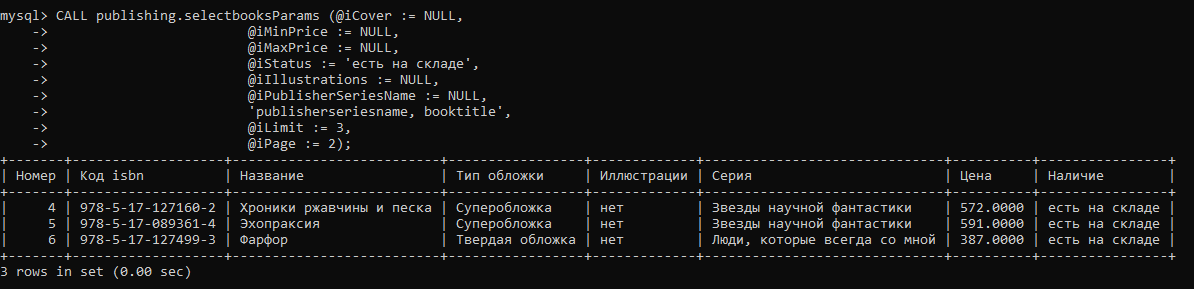 mysql> CALL publishing.selectbooksParams (@iCover := NULL,
    ->                         @iMinPrice := NULL,
    ->                         @iMaxPrice := NULL,
    ->                         @iStatus := 'есть на складе',
    ->                         @iIllustrations := NULL,
    ->                         @iPublisherSeriesName := NULL,
    ->                         'publisherseriesname, booktitle',
    ->                         @iLimit := 3,
    ->                         @iPage := 2);
+-------+-------------------+--------------------------+-----------------+-------------+------------------------------+----------+----------------+
| Номер | Код isbn          | Название                 | Тип обложки     | Иллюстрации | Серия                        | Цена     | Наличие        |
+-------+-------------------+--------------------------+-----------------+-------------+------------------------------+----------+----------------+
|     4 | 978-5-17-127160-2 | Хроники ржавчины и песка | Суперобложка    | нет         | Звезды научной фантастики    | 572.0000 | есть на складе |
|     5 | 978-5-17-089361-4 | Эхопраксия               | Суперобложка    | нет         | Звезды научной фантастики    | 591.0000 | есть на складе |
|     6 | 978-5-17-127499-3 | Фарфор                   | Твердая обложка | нет         | Люди, которые всегда со мной | 387.0000 | есть на складе |
+-------+-------------------+--------------------------+-----------------+-------------+------------------------------+----------+----------------+
3 rows in set (0.00 sec)